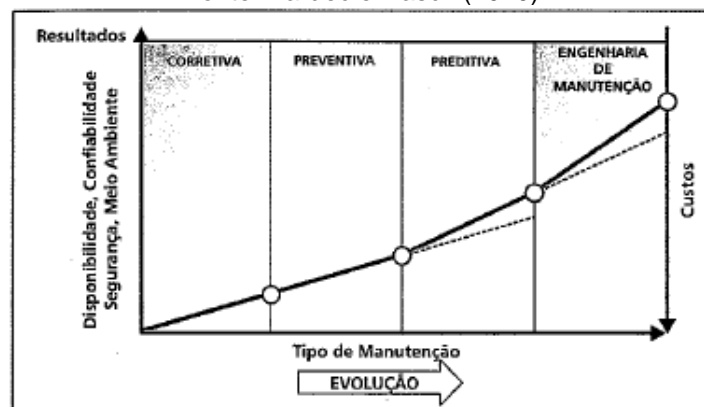 Resultados
CORRETIVA
PREVENTIVA
PREDITIVA
ENGENHARIA
DE
MANUTENÇÃO
Disponibilidade, Confiabilidade
Segurança, Meio Ambiente
Custos
Tipo de Manutenção
EVOLUÇÃO